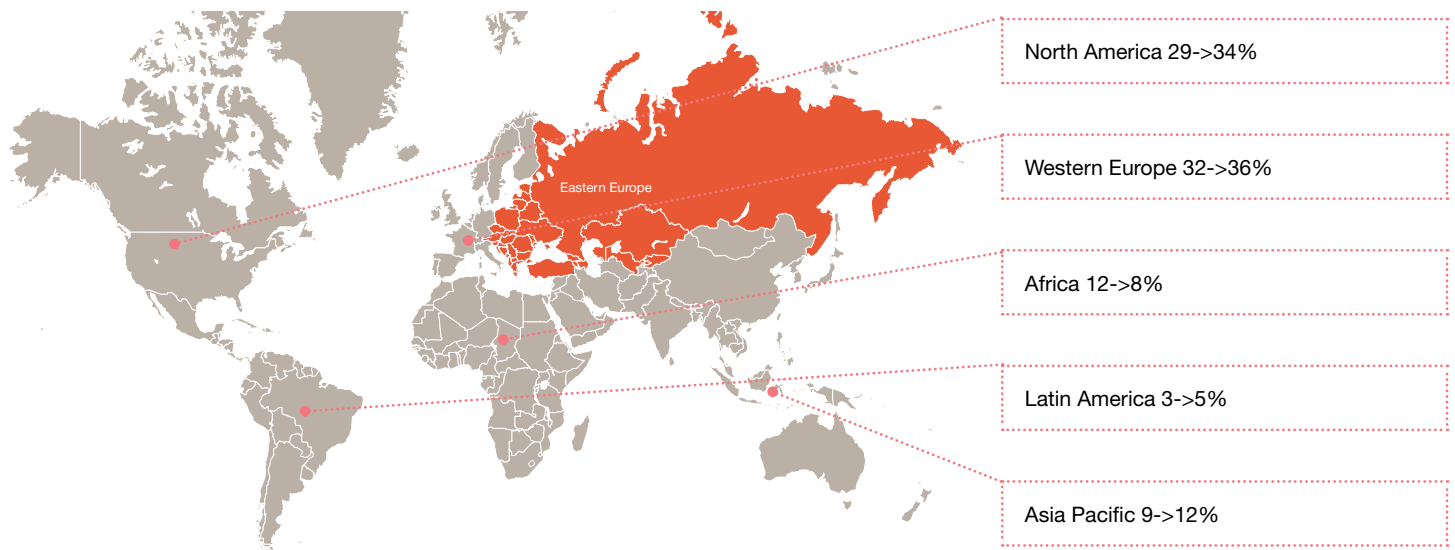 North America 29->34%
Eastern Europe
Western Europe 32->36%
Africa 12->8%
Latin America 3->5%
Asia Pacific 9->12%